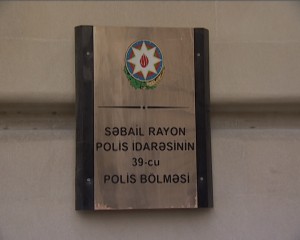 SƏBAİL RAYON
POLİS İDARƏSİNİN
39-cu
POLİS BÖLMƏSİ